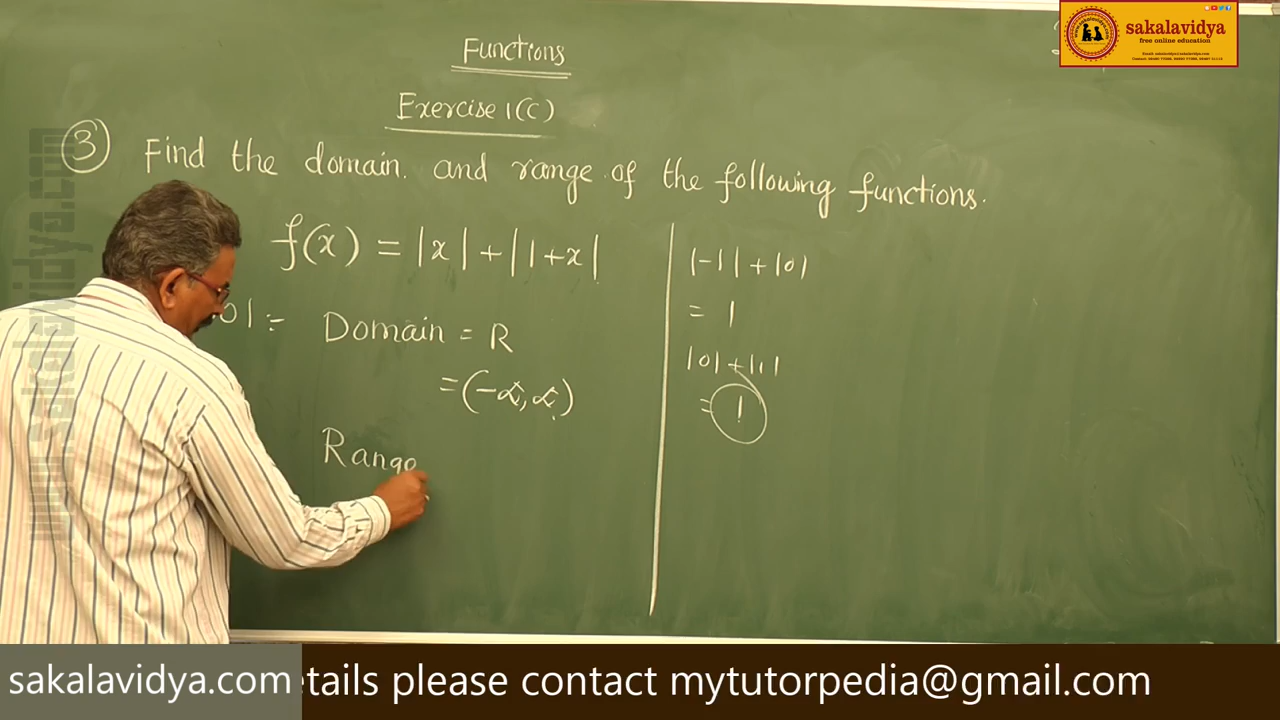 sakalavidya
free online education
Functions
Exercise 1(C)
③ Find the domain. and range of the following functions.
f(x) = |x| + |1+x|
|-1| + |0|
= 1
|0| + |1|
= 1
ol :- Domain = R
= (-∞, ∞)
Range
sakalavidya.com
etails please contact mytutorpedia@gmail.com